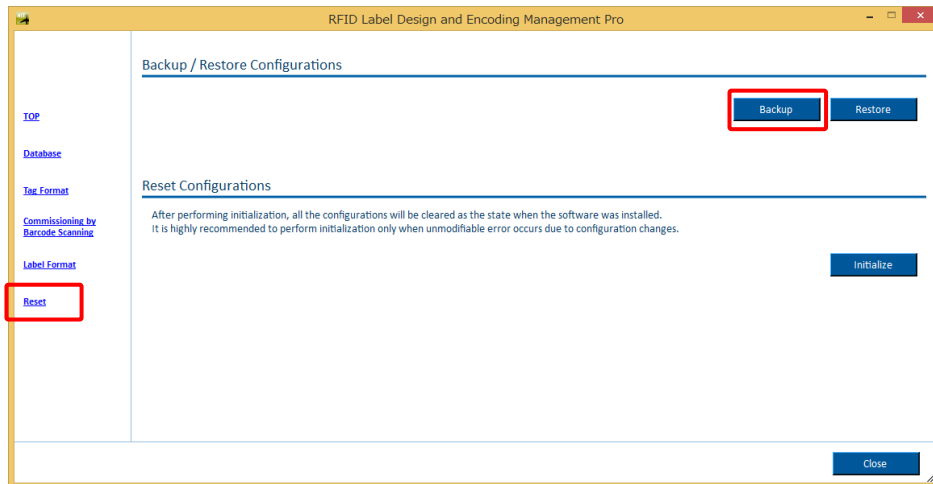 RFID Label Design and Encoding Management Pro
Backup / Restore Configurations
Backup
Restore
TOP
Database
Tag Format
Commissioning by
Barcode Scanning
Label Format
Reset
Reset Configurations
After performing initialization, all the configurations will be cleared as the state when the software was installed.
It is highly recommended to perform initialization only when unmodifiable error occurs due to configuration changes.
Initialize
Close